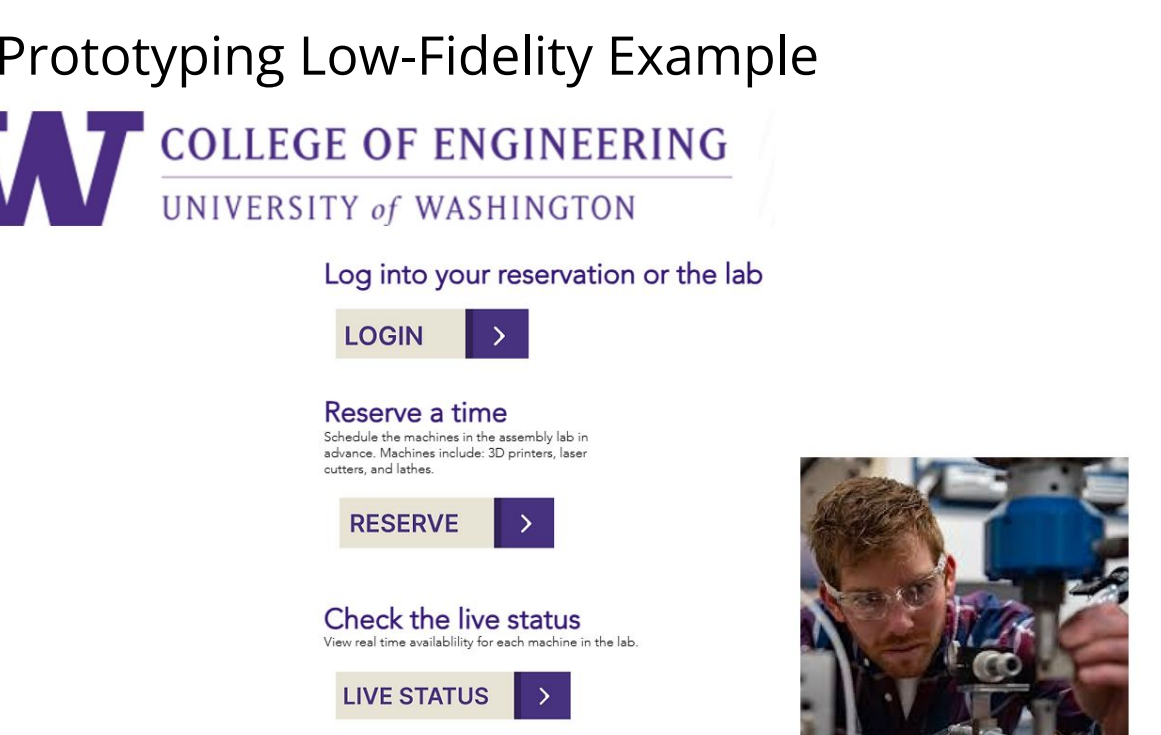 Prototyping Low-Fidelity Example
W COLLEGE OF ENGINEERING
UNIVERSITY of WASHINGTON
Log into your reservation or the lab
LOGIN
Reserve a time
Schedule the machines in the assembly lab in
advance. Machines include: 3D printers, laser
cutters, and lathes.
RESERVE
Check the live status
View real time availablility for each machine in the lab.
LIVE STATUS